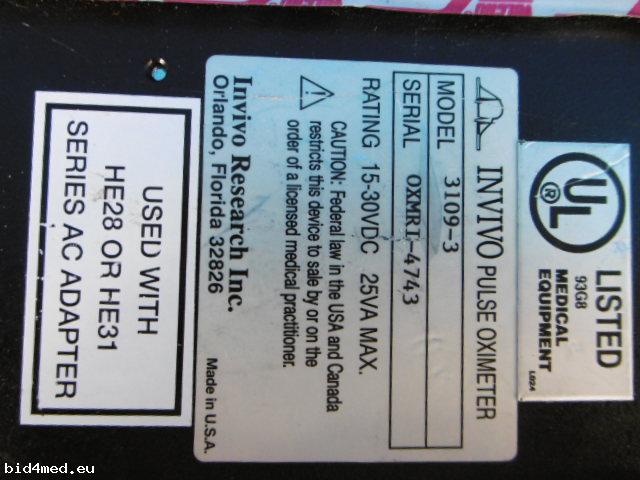 UL
®
LISTED
93G8
MEDICAL
EQUIPMENT
L024
INVIVO PULSE OXIMETER
MODEL 3109-3
SERIAL OXMRI-4743
RATING 15-30VDC 25VA MAX.
CAUTION: Federal law in the USA and Canada
restricts this device to sale by or on the
order of a licensed medical practitioner.
Invivo Research Inc.
Orlando, Florida 32826
Made in U.S.A.
USED WITH
HE28 OR HE31
SERIES AC ADAPTER
bid4med.eu